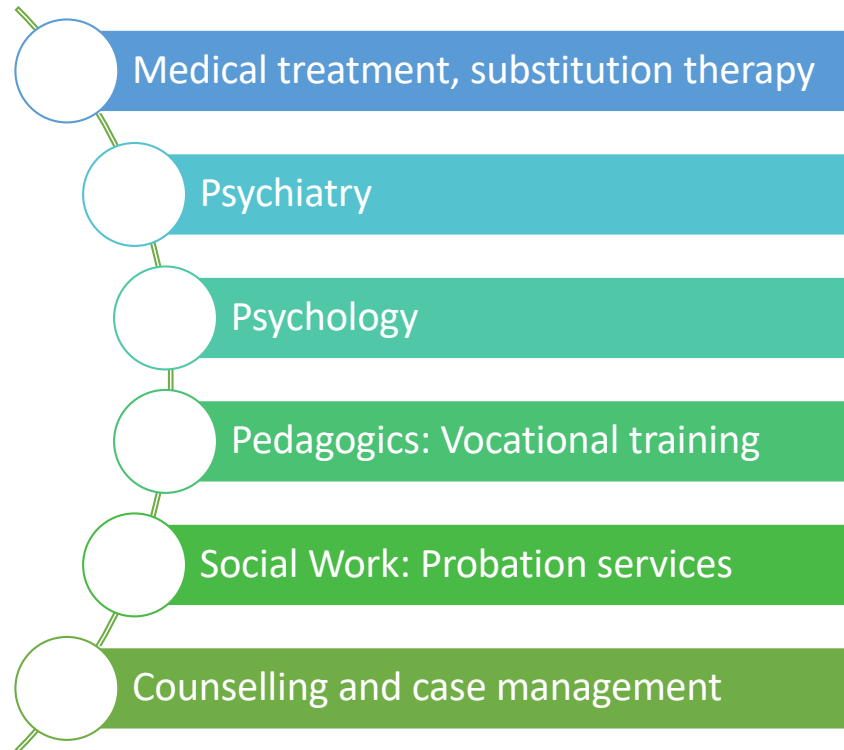 Medical treatment, substitution therapy
Psychiatry
Psychology
Pedagogics: Vocational training
Social Work: Probation services
Counselling and case management